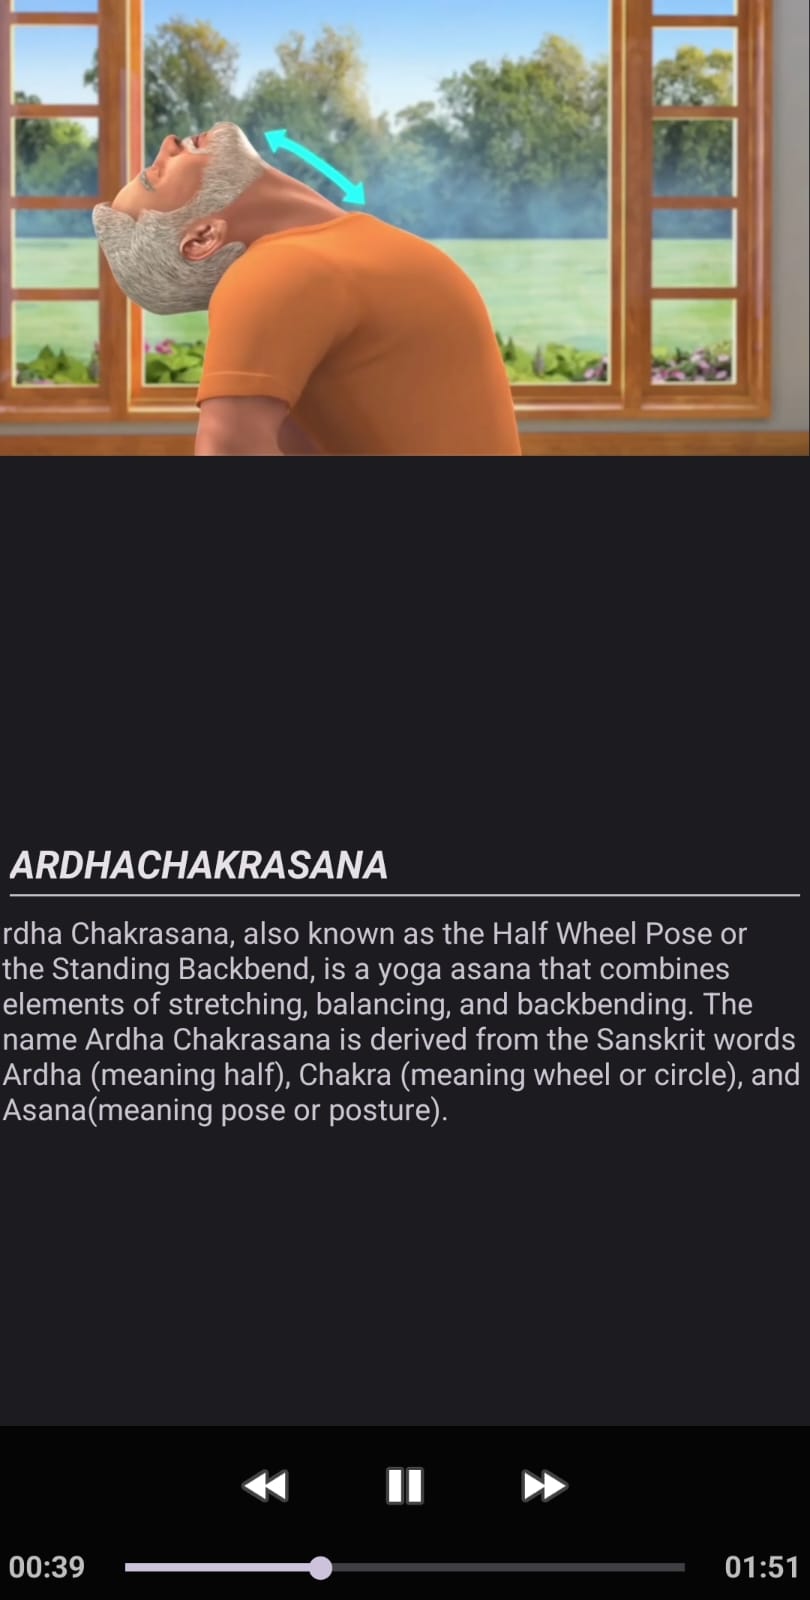 ARDHACHAKRASANA
rdha Chakrasana, also known as the Half Wheel Pose or
the Standing Backbend, is a yoga asana that combines
elements of stretching, balancing, and backbending. The
name Ardha Chakrasana is derived from the Sanskrit words
Ardha (meaning half), Chakra (meaning wheel or circle), and
Asana(meaning pose or posture).
00:39
01:51